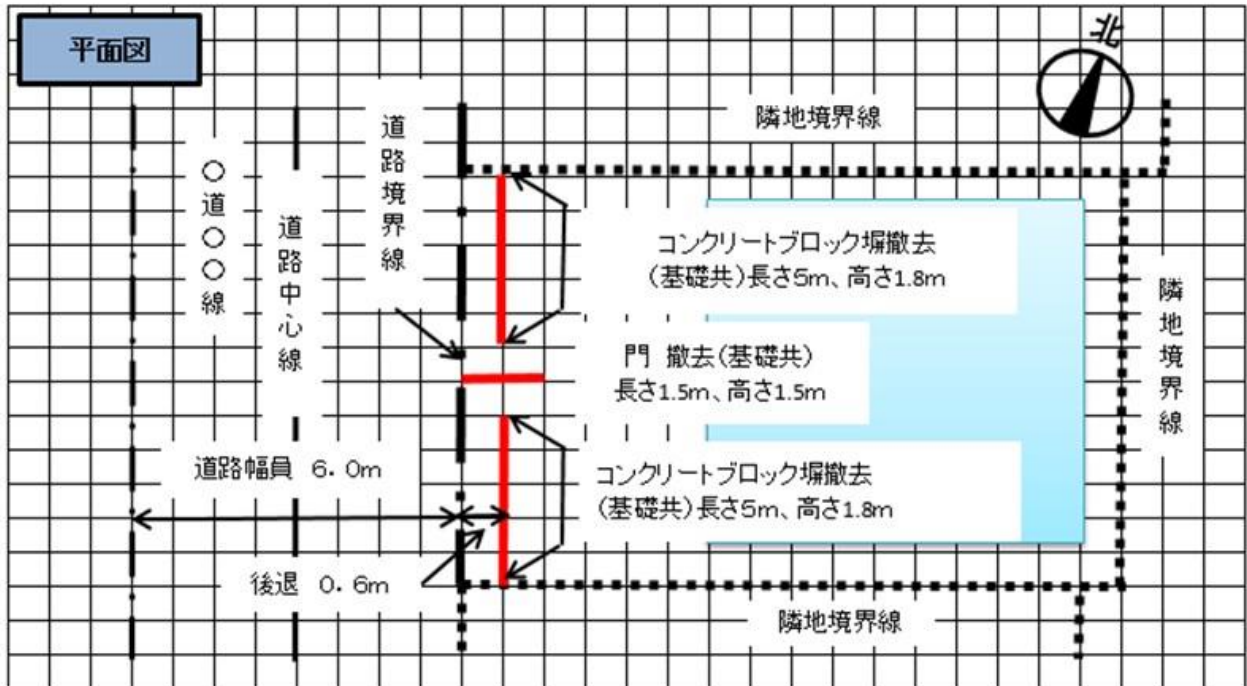 平面図
北
隣地境界線
道路境界線
〇道〇〇線
道路中心線
コンクリートブロック塀撤去
(基礎共)長さ5m、高さ1.8m
隣地境界線
門 撤去(基礎共)
長さ1.5m、高さ1.5m
道路幅員 6.0m
コンクリートブロック塀撤去
(基礎共)長さ5m、高さ1.8m
後退 0.6m
隣地境界線